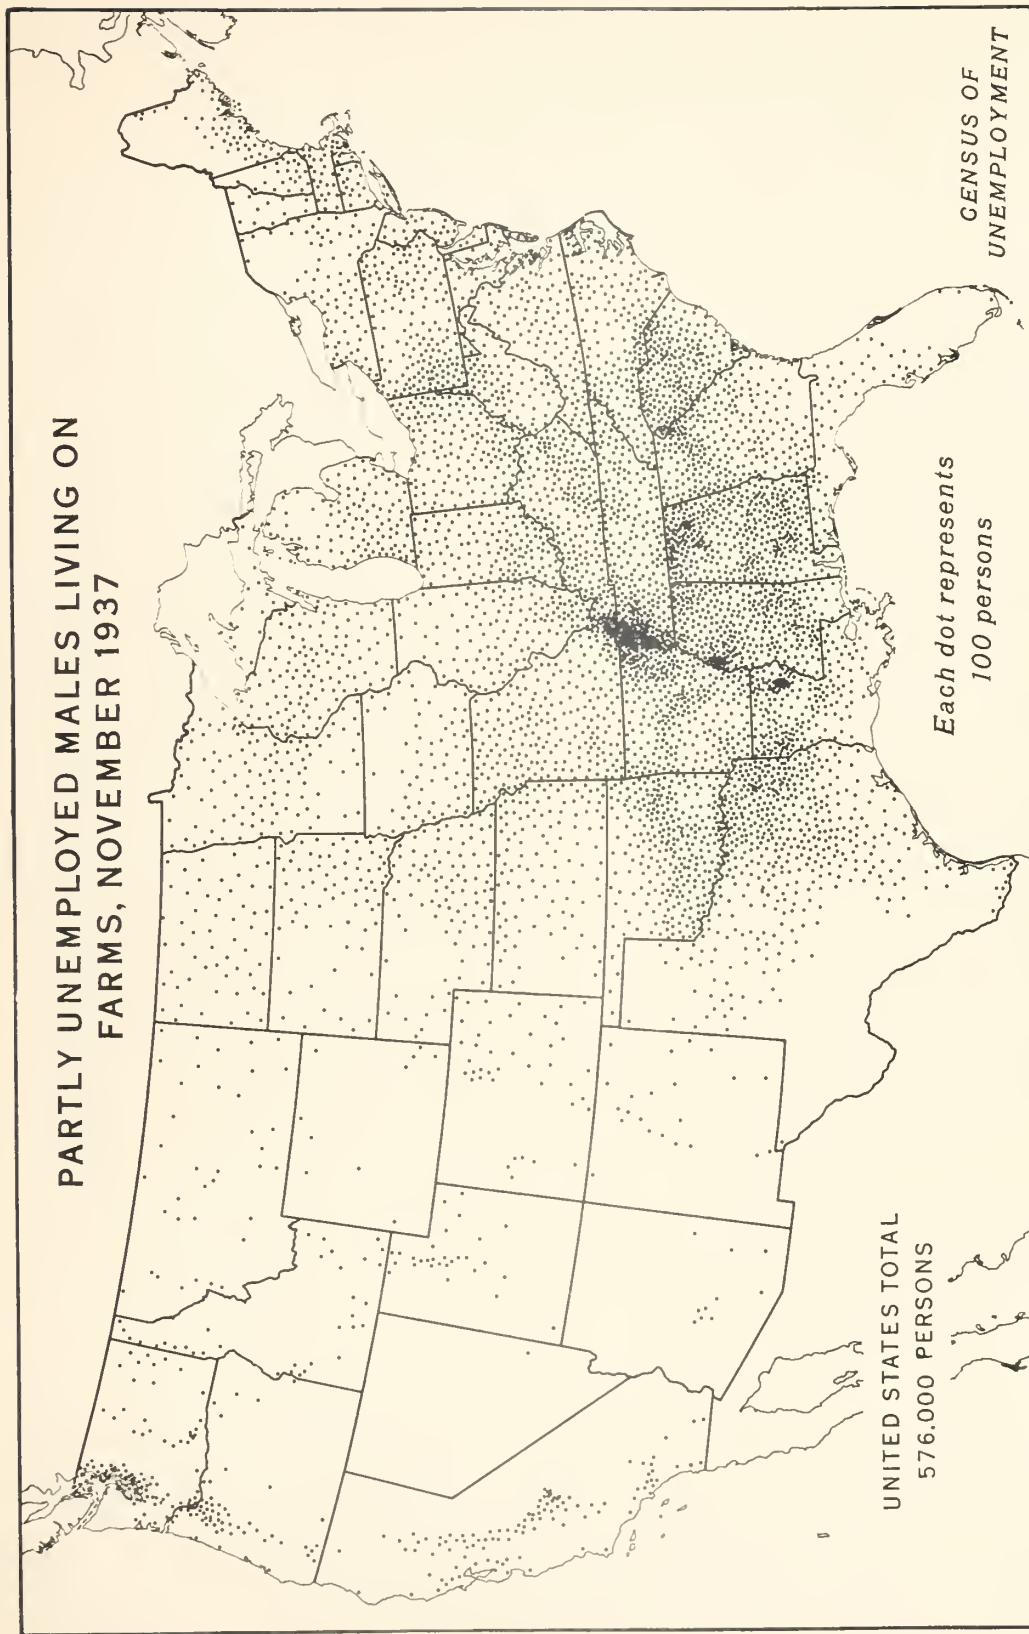 PARTLY UNEMPLOYED MALES LIVING ON
FARMS, NOVEMBER 1937
UNITED STATES TOTAL
576,000 PERSONS
Each dot represents
100 persons
CENSUS OF
UNEMPLOYMENT